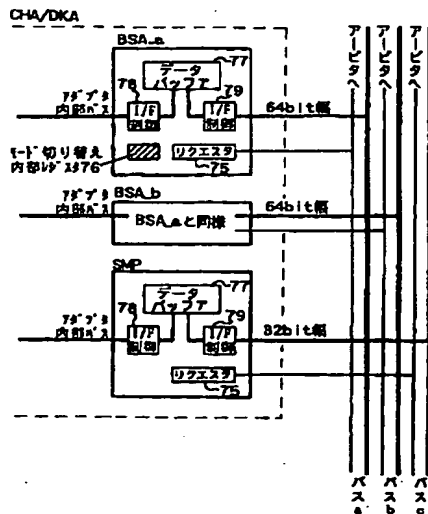 CHA/DKA
アービタへ
アービタへ
アービタへ
BSA_a
77
データ
バッファ
78
79
アダプタ
内部バス
I/F
制御
I/F
制御
64bit幅
モード切り替え
内部レジスタ76
リクエスタ
75
BSA_b
アダプタ
内部バス
BSA_aと同様
64bit幅
SMP
77
データ
バッファ
78
79
アダプタ
内部バス
I/F
制御
I/F
制御
32bit幅
リクエスタ
75
バスa
バスb
バスc